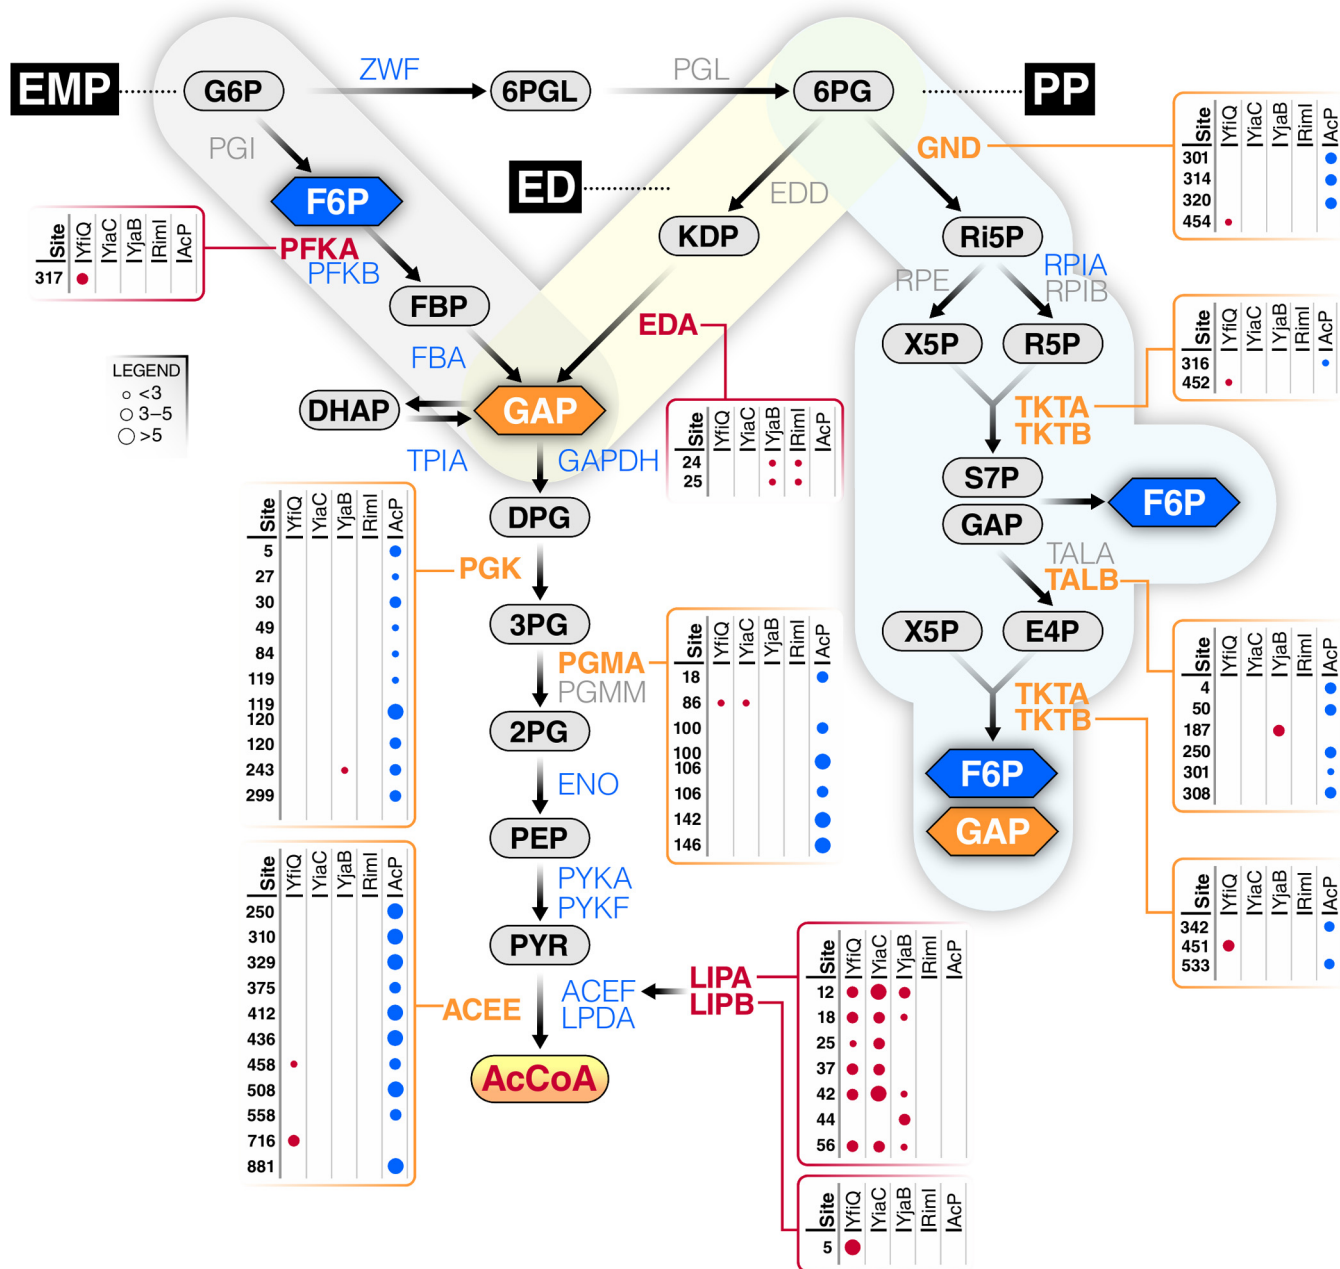 EMP
G6P
ZWF
6PGL
PGL
6PG
PP
PGI
F6P
ED
EDD
GND
Site YfiQ YiaC YjaB RimI AcP
301
314
320
454
Site YfiQ YiaC YjaB RimI AcP
317
PFKA
PFKB
KDP
Ri5P
FBP
RPE
RPIA
RPIB
FBA
EDA
X5P
R5P
Site YfiQ YiaC YjaB RimI AcP
316
452
LEGEND
<3
3–5
>5
DHAP
GAP
TKTA
TKTB
TPIA
GAPDH
Site YfiQ YiaC YjaB RimI AcP
24
25
S7P
GAP
F6P
DPG
Site YfiQ YiaC YjaB RimI AcP
5
27
30
49
84
119
119
120
120
243
299
PGK
TALA
TALB
3PG
X5P
E4P
PGMA
PGMM
Site YfiQ YiaC YjaB RimI AcP
18
86
100
100
106
106
142
146
Site YfiQ YiaC YjaB RimI AcP
4
50
187
250
301
308
TKTA
TKTB
2PG
ENO
F6P
GAP
PEP
PYKA
PYKF
Site YfiQ YiaC YjaB RimI AcP
250
310
329
375
412
436
458
508
558
716
881
ACEE
PYR
ACEF
LPDA
LIPA
LIPB
Site YfiQ YiaC YjaB RimI AcP
342
451
533
Site YfiQ YiaC YjaB RimI AcP
12
18
25
37
42
44
56
AcCoA
Site YfiQ YiaC YjaB RimI AcP
5